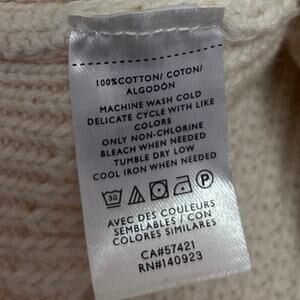 100%COTTON/ COTON/
ALGODÓN
MACHINE WASH COLD
DELICATE CYCLE WITH LIKE
COLORS
ONLY NON-CHLORINE
BLEACH WHEN NEEDED
TUMBLE DRY LOW
COOL IRON WHEN NEEDED
30 P
AVEC DES COULEURS
SEMBLABLES / CON
COLORES SIMILARES
CA#57421
RN#140923